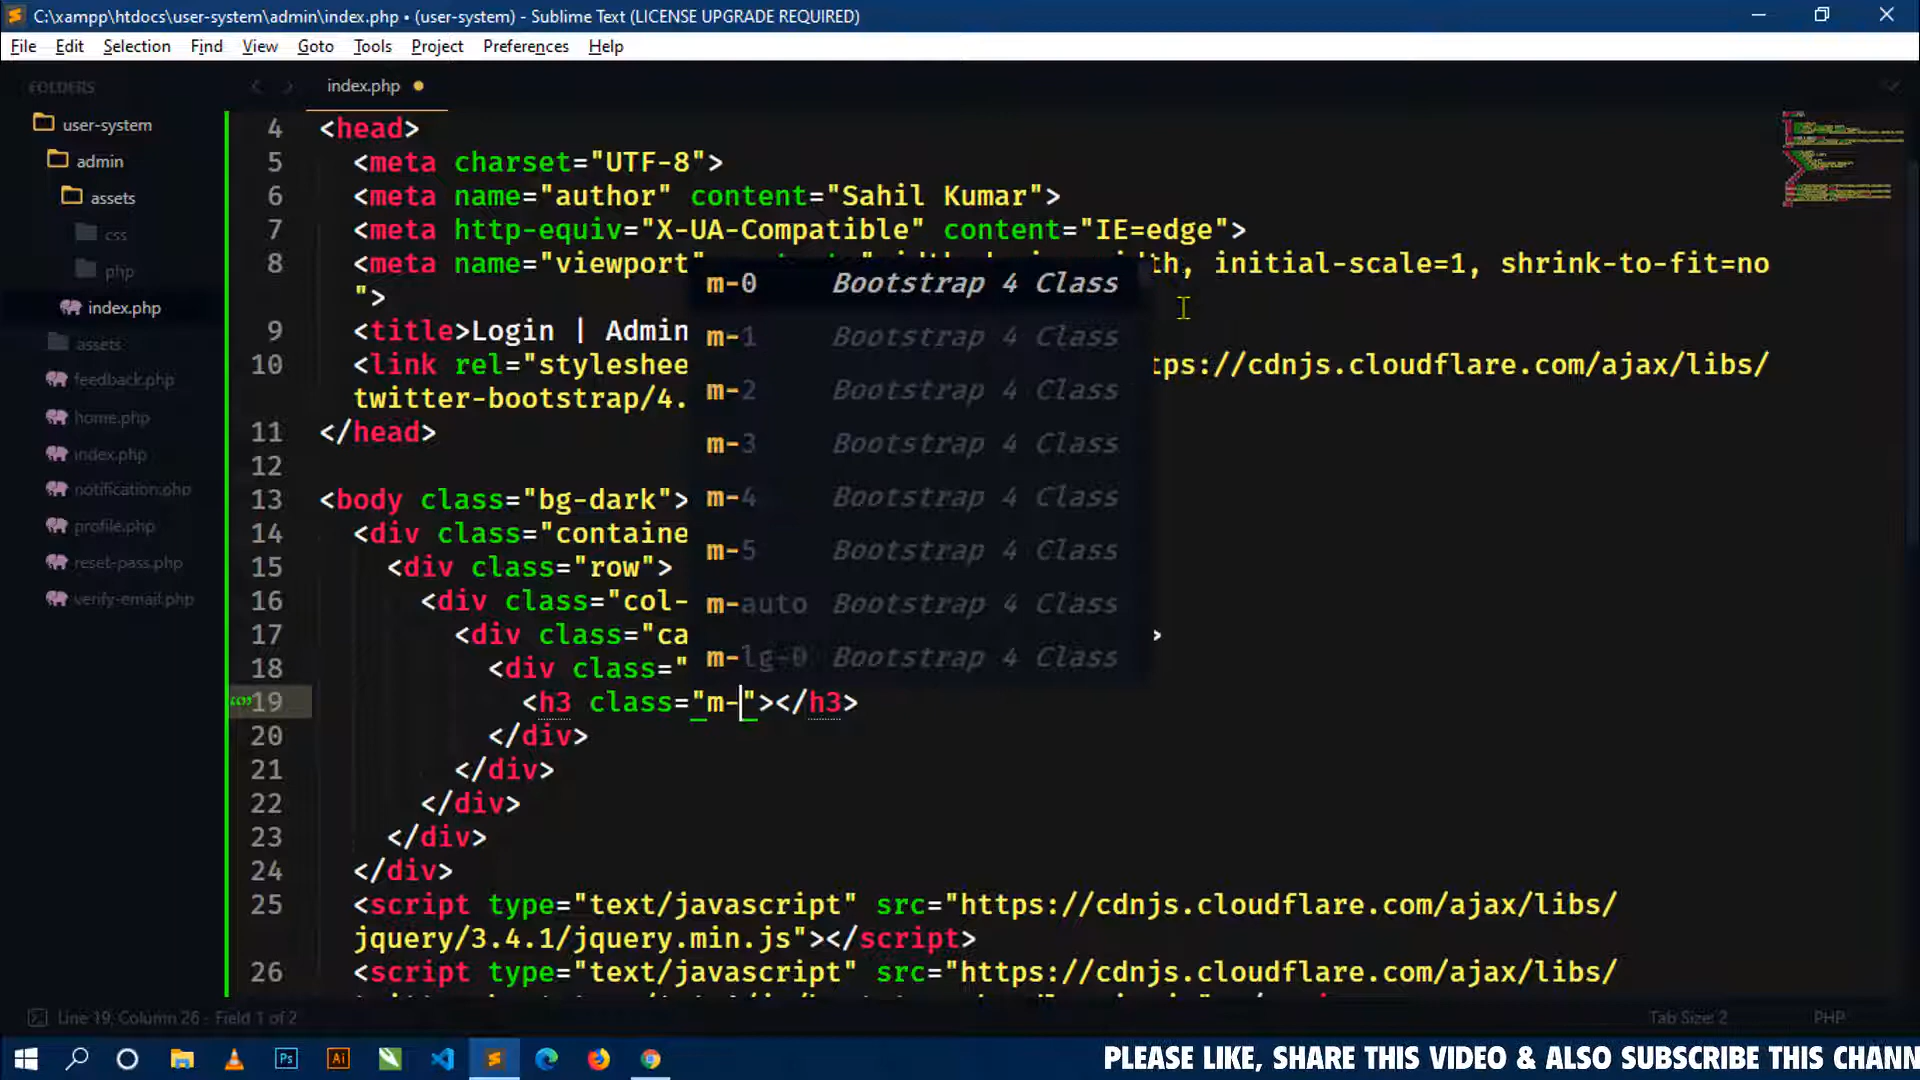 C:\xampp\htdocs\user-system\admin\index.php • (user-system) - Sublime Text (LICENSE UPGRADE REQUIRED)
File Edit Selection Find View Goto Tools Project Preferences Help
FOLDERS
user-system
admin
assets
css
php
index.php
assets
feedback.php
home.php
index.php
notification.php
profile.php
reset-pass.php
verify-email.php
index.php
4 <head>
5 <meta charset="UTF-8">
6 <meta name="author" content="Sahil Kumar">
7 <meta http-equiv="X-UA-Compatible" content="IE=edge">
8 <meta name="viewport" th, initial-scale=1, shrink-to-fit=no
">
9 <title>Login | Admin
10 <link rel="styleshee tps://cdnjs.cloudflare.com/ajax/libs/
twitter-bootstrap/4.
11 </head>
12
13 <body class="bg-dark">
14 <div class="containe
15 <div class="row">
16 <div class="col-
17 <div class="ca >
18 <div class="
19 <h3 class="m-"></h3>
20 </div>
21 </div>
22 </div>
23 </div>
24 </div>
25 <script type="text/javascript" src="https://cdnjs.cloudflare.com/ajax/libs/
jquery/3.4.1/jquery.min.js"></script>
26 <script type="text/javascript" src="https://cdnjs.cloudflare.com/ajax/libs/
m-0 Bootstrap 4 Class
m-1 Bootstrap 4 Class
m-2 Bootstrap 4 Class
m-3 Bootstrap 4 Class
m-4 Bootstrap 4 Class
m-5 Bootstrap 4 Class
m-auto Bootstrap 4 Class
m-lg-0 Bootstrap 4 Class
Line 19, Column 26 - Field 1 of 2
Tab Size: 2
PHP
Ps
Ai
PLEASE LIKE, SHARE THIS VIDEO & ALSO SUBSCRIBE THIS CHANN